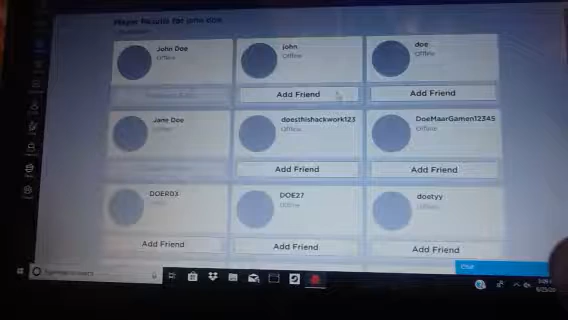 Player Results for john doe
John Doe
Offline
john
Offline
doe
Offline
Add Friend
Add Friend
Jane Doe
doesthishackwork123
Offline
DoeMaarGamen12345
Offline
Add Friend
Add Friend
DOER03
DOE27
Offline
doetyy
Offline
Add Friend
Add Friend
Add Friend
Chat